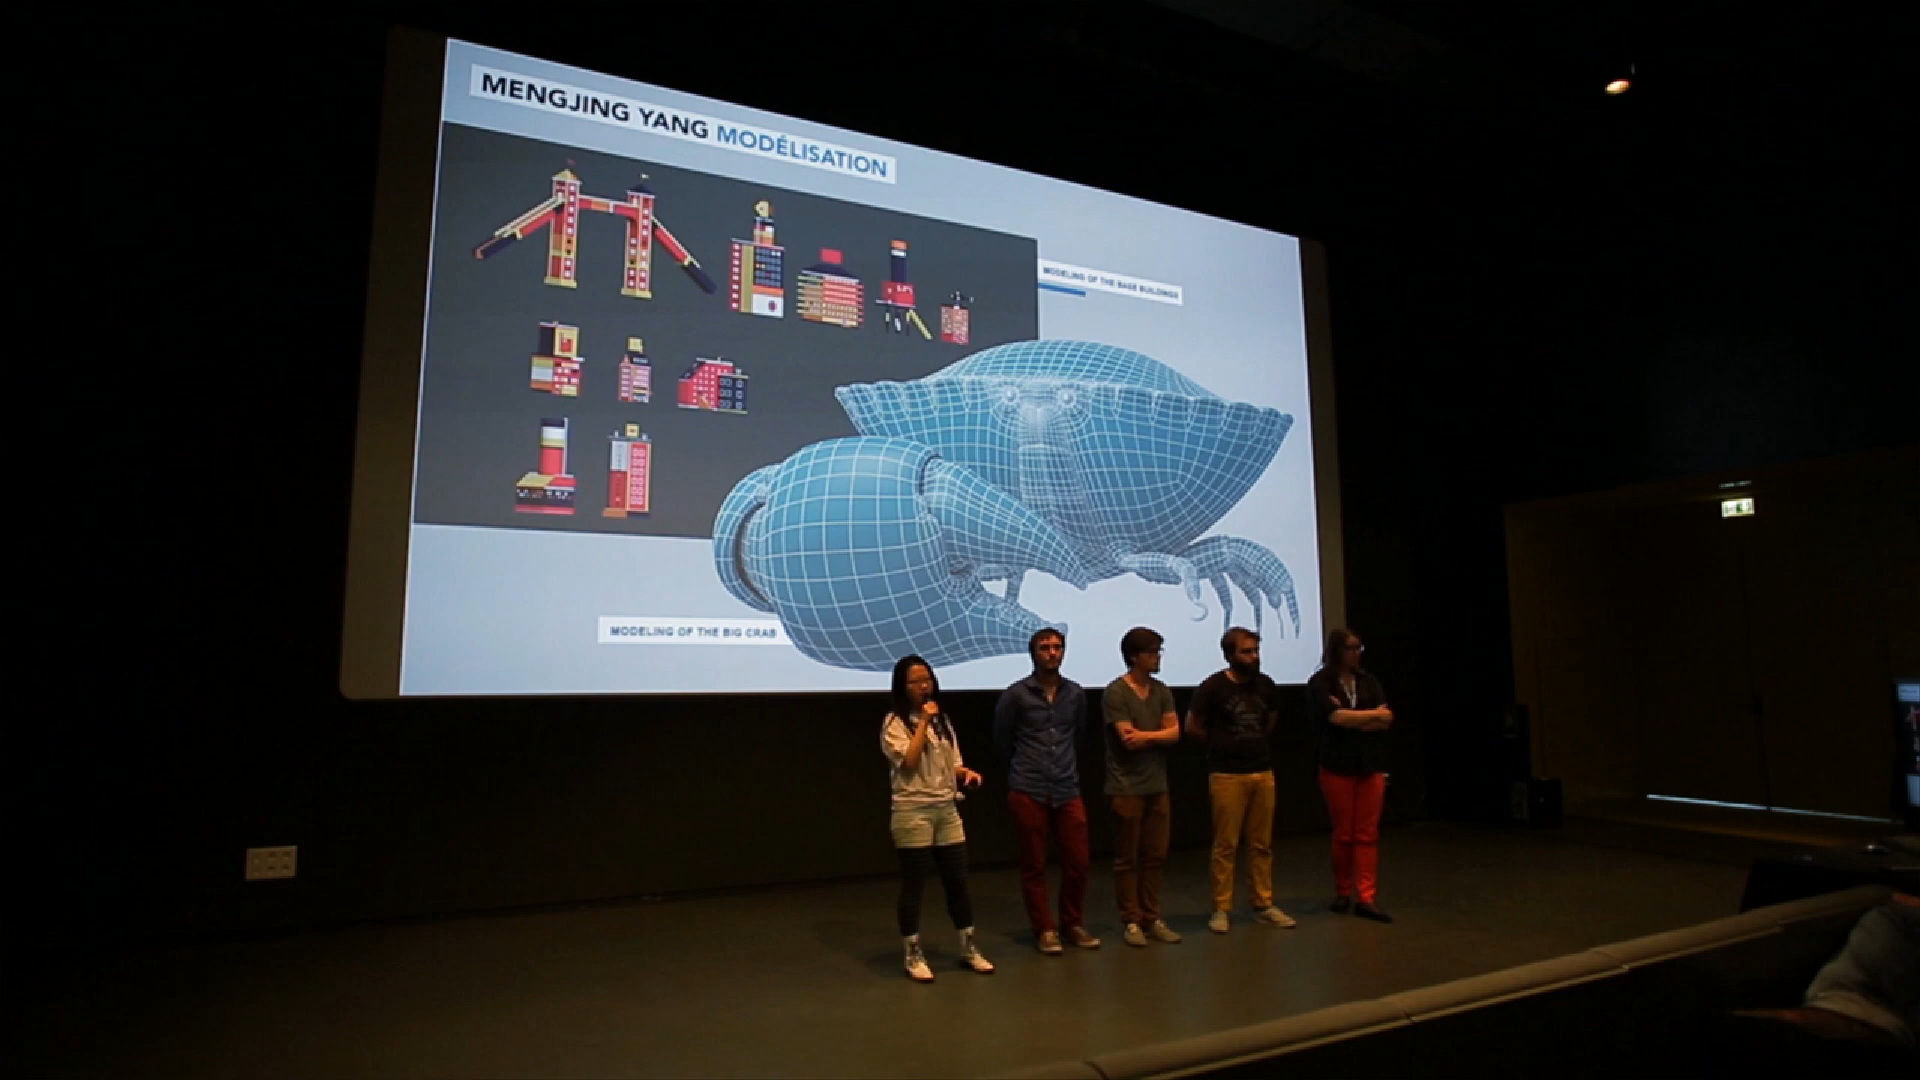 MENGJING YANG MODÉLISATION
MODELING OF THE BASE BUILDINGS
MODELING OF THE BIG CRAB